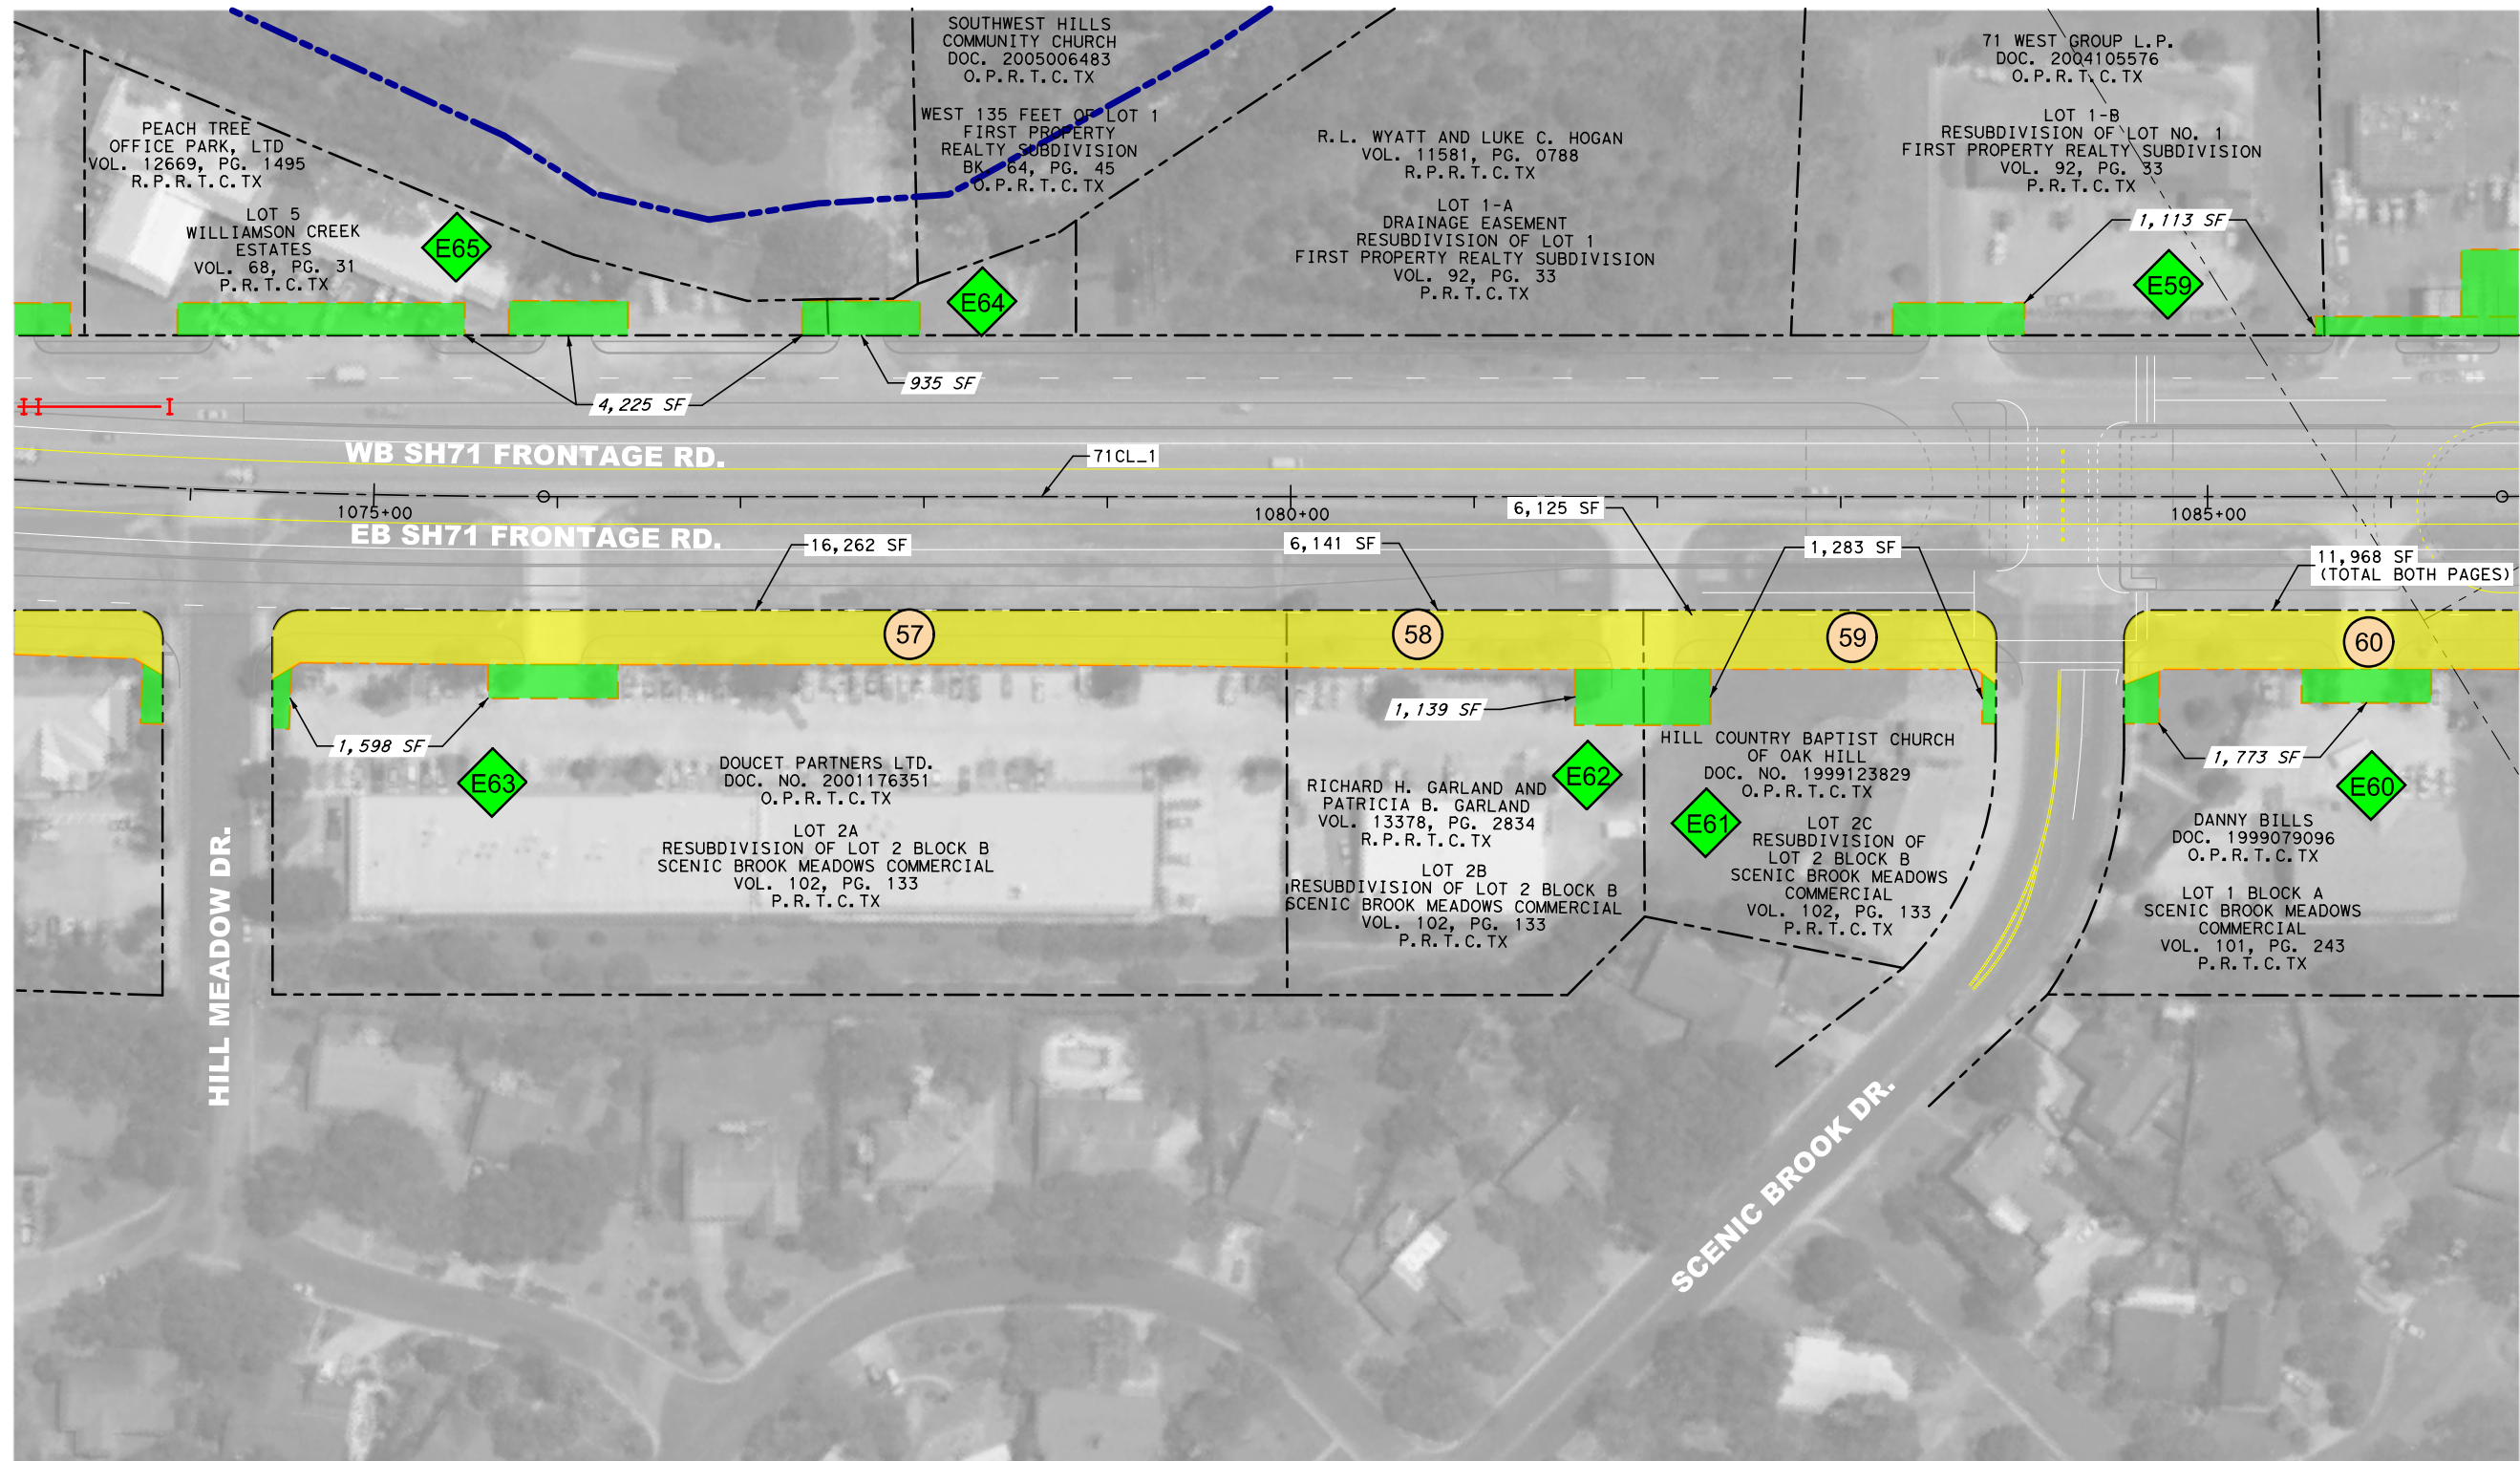 SOUTHWEST HILLS
COMMUNITY CHURCH
DOC. 2005006483
O.P.R.T.C.TX
WEST 135 FEET OF LOT 1
FIRST PROPERTY
REALTY SUBDIVISION
BK. 64, PG. 45
O.P.R.T.C.TX
71 WEST GROUP L.P.
DOC. 2004105576
O.P.R.T.C.TX
LOT 1-B
RESUBDIVISION OF LOT NO. 1
FIRST PROPERTY REALTY SUBDIVISION
VOL. 92, PG. 33
P.R.T.C.TX
PEACH TREE
OFFICE PARK, LTD
VOL. 12669, PG. 1495
R.P.R.T.C.TX
LOT 5
WILLIAMSON CREEK
ESTATES
VOL. 68, PG. 31
P.R.T.C.TX
R.L. WYATT AND LUKE C. HOGAN
VOL. 11581, PG. 0788
R.P.R.T.C.TX
LOT 1-A
DRAINAGE EASEMENT
RESUBDIVISION OF LOT 1
FIRST PROPERTY REALTY SUBDIVISION
VOL. 92, PG. 33
P.R.T.C.TX
1,113 SF
E65
E64
E59
935 SF
4,225 SF
WB SH71 FRONTAGE RD.
71CL_1
1075+00
1080+00
1085+00
6,125 SF
EB SH71 FRONTAGE RD.
16,262 SF
6,141 SF
1,283 SF
11,968 SF
(TOTAL BOTH PAGES)
57
58
59
60
1,598 SF
1,139 SF
1,773 SF
E63
DOUCET PARTNERS LTD.
DOC. NO. 2001176351
O.P.R.T.C.TX
LOT 2A
RESUBDIVISION OF LOT 2 BLOCK B
SCENIC BROOK MEADOWS COMMERCIAL
VOL. 102, PG. 133
P.R.T.C.TX
E62
RICHARD H. GARLAND AND
PATRICIA B. GARLAND
VOL. 13378, PG. 2834
R.P.R.T.C.TX
LOT 2B
RESUBDIVISION OF LOT 2 BLOCK B
SCENIC BROOK MEADOWS COMMERCIAL
VOL. 102, PG. 133
P.R.T.C.TX
HILL COUNTRY BAPTIST CHURCH
OF OAK HILL
DOC. NO. 1999123829
O.P.R.T.C.TX
E61
LOT 2C
RESUBDIVISION OF
LOT 2 BLOCK B
SCENIC BROOK MEADOWS
COMMERCIAL
VOL. 102, PG. 133
P.R.T.C.TX
E60
DANNY BILLS
DOC. 1999079096
O.P.R.T.C.TX
LOT 1 BLOCK A
SCENIC BROOK MEADOWS
COMMERCIAL
VOL. 101, PG. 243
P.R.T.C.TX
HILL MEADOW DR.
SCENIC BROOK DR.